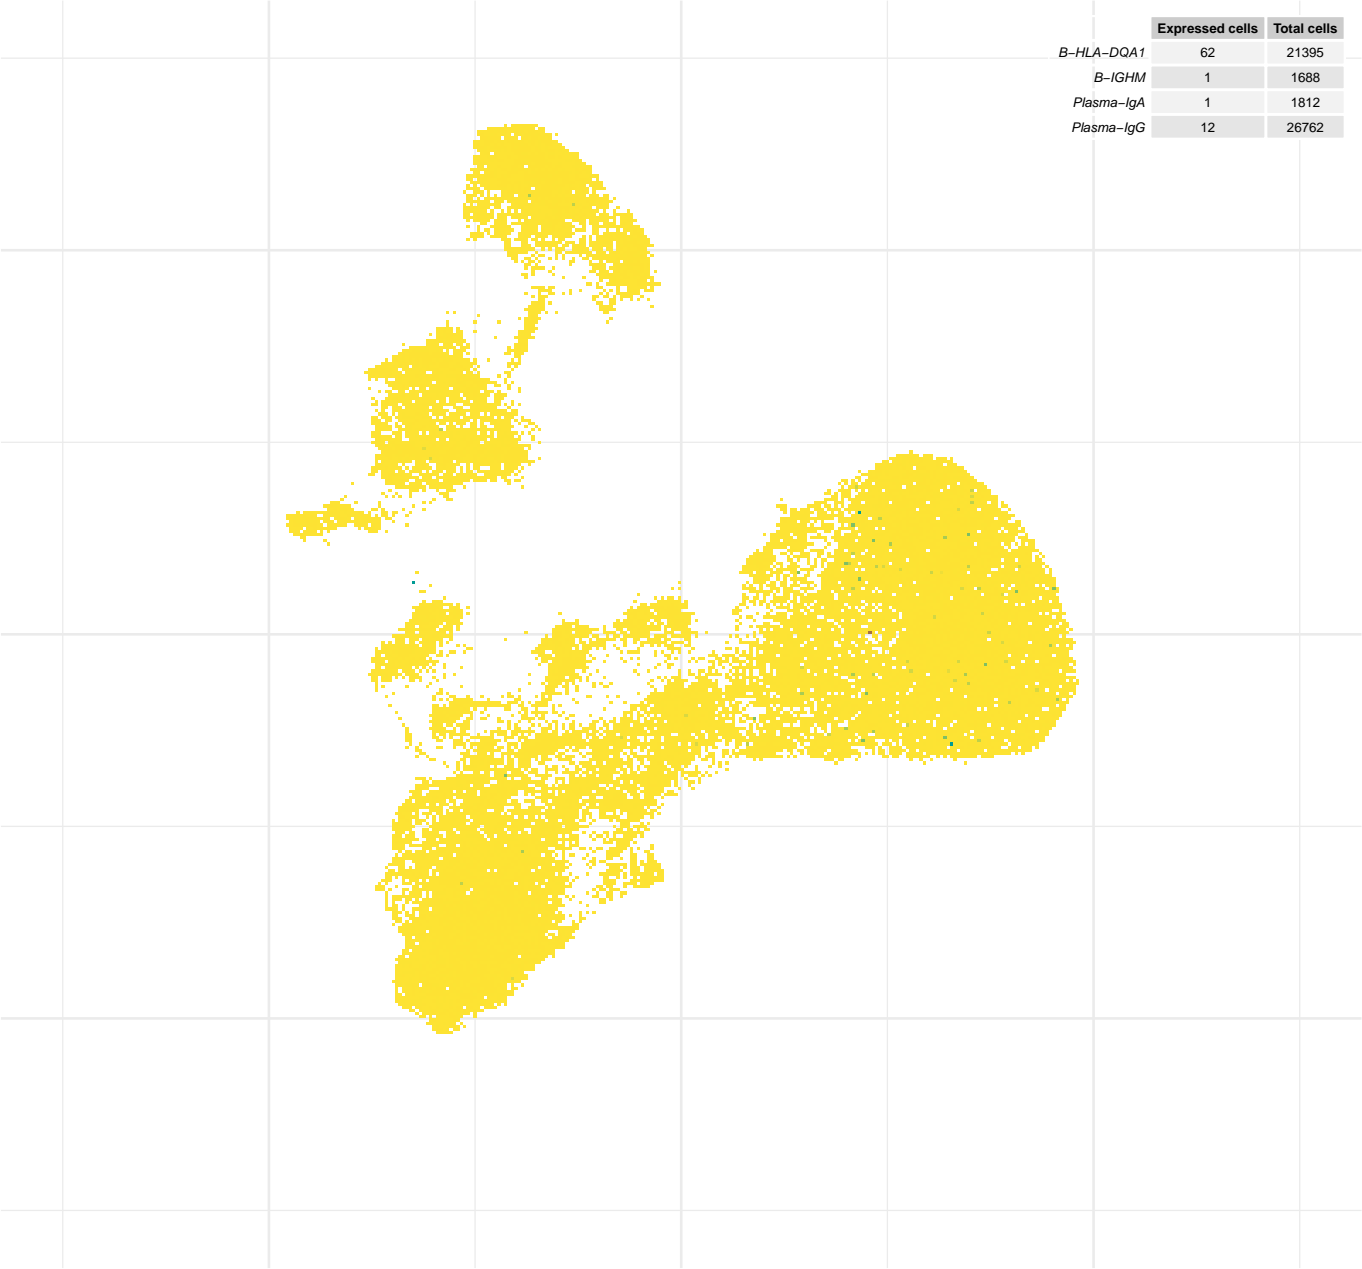 Expressed cells Total cells
B−HLA−DQA1 62 21395
B−IGHM 1 1688
Plasma−IgA 1 1812
Plasma−IgG 12 26762